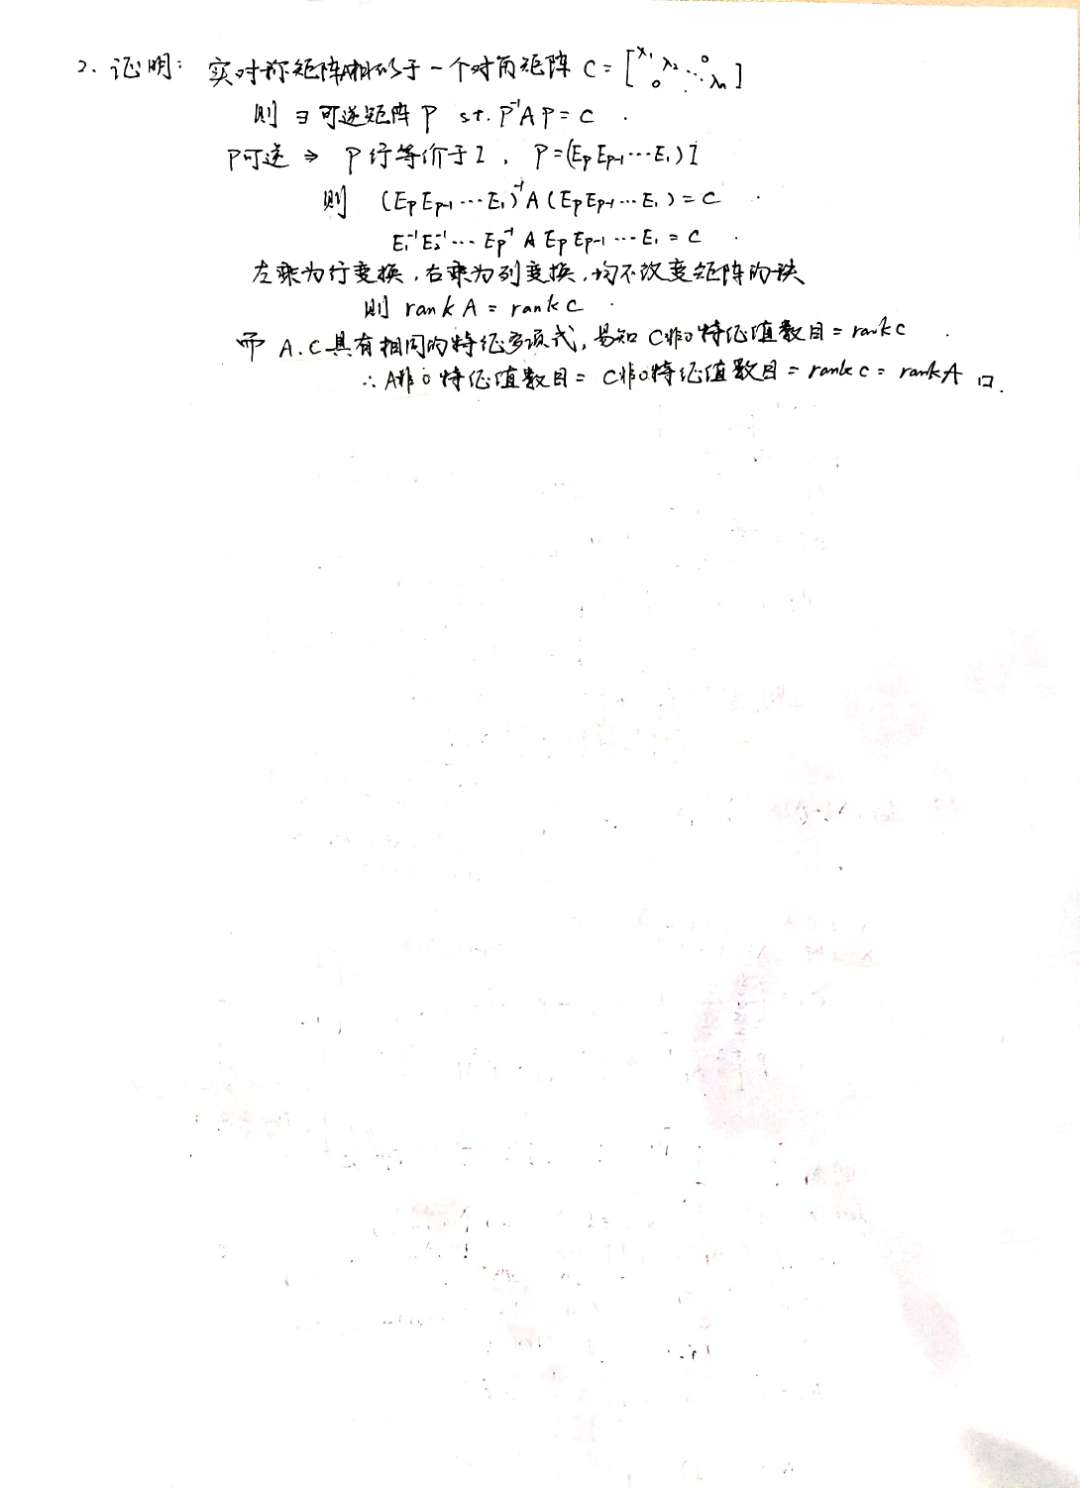 2. 证明: 实对称矩阵A相似于一个对角矩阵 C = [λ₁ λ₂ 0 ⋱ 0 λn]
则 ∃ 可逆矩阵 P st. P⁻¹AP = C .
P可逆 ⇒ P 行等价于 I , P = (Ep Ep-1 ⋯ E₁) I
则 (Ep Ep-1 ⋯ E₁)⁻¹ A (Ep Ep-1 ⋯ E₁) = C .
E₁⁻¹ E₂⁻¹ ⋯ Ep⁻¹ A Ep Ep-1 ⋯ E₁ = C .
左乘为行变换, 右乘为列变换, 均不改变矩阵的秩
则 rank A = rank C .
而 A.C具有相同的特征多项式, 易知 C非0特征值数目 = rank C .
∴ A非0特征值数目 = C非0特征值数目 = rank C = rank A □.